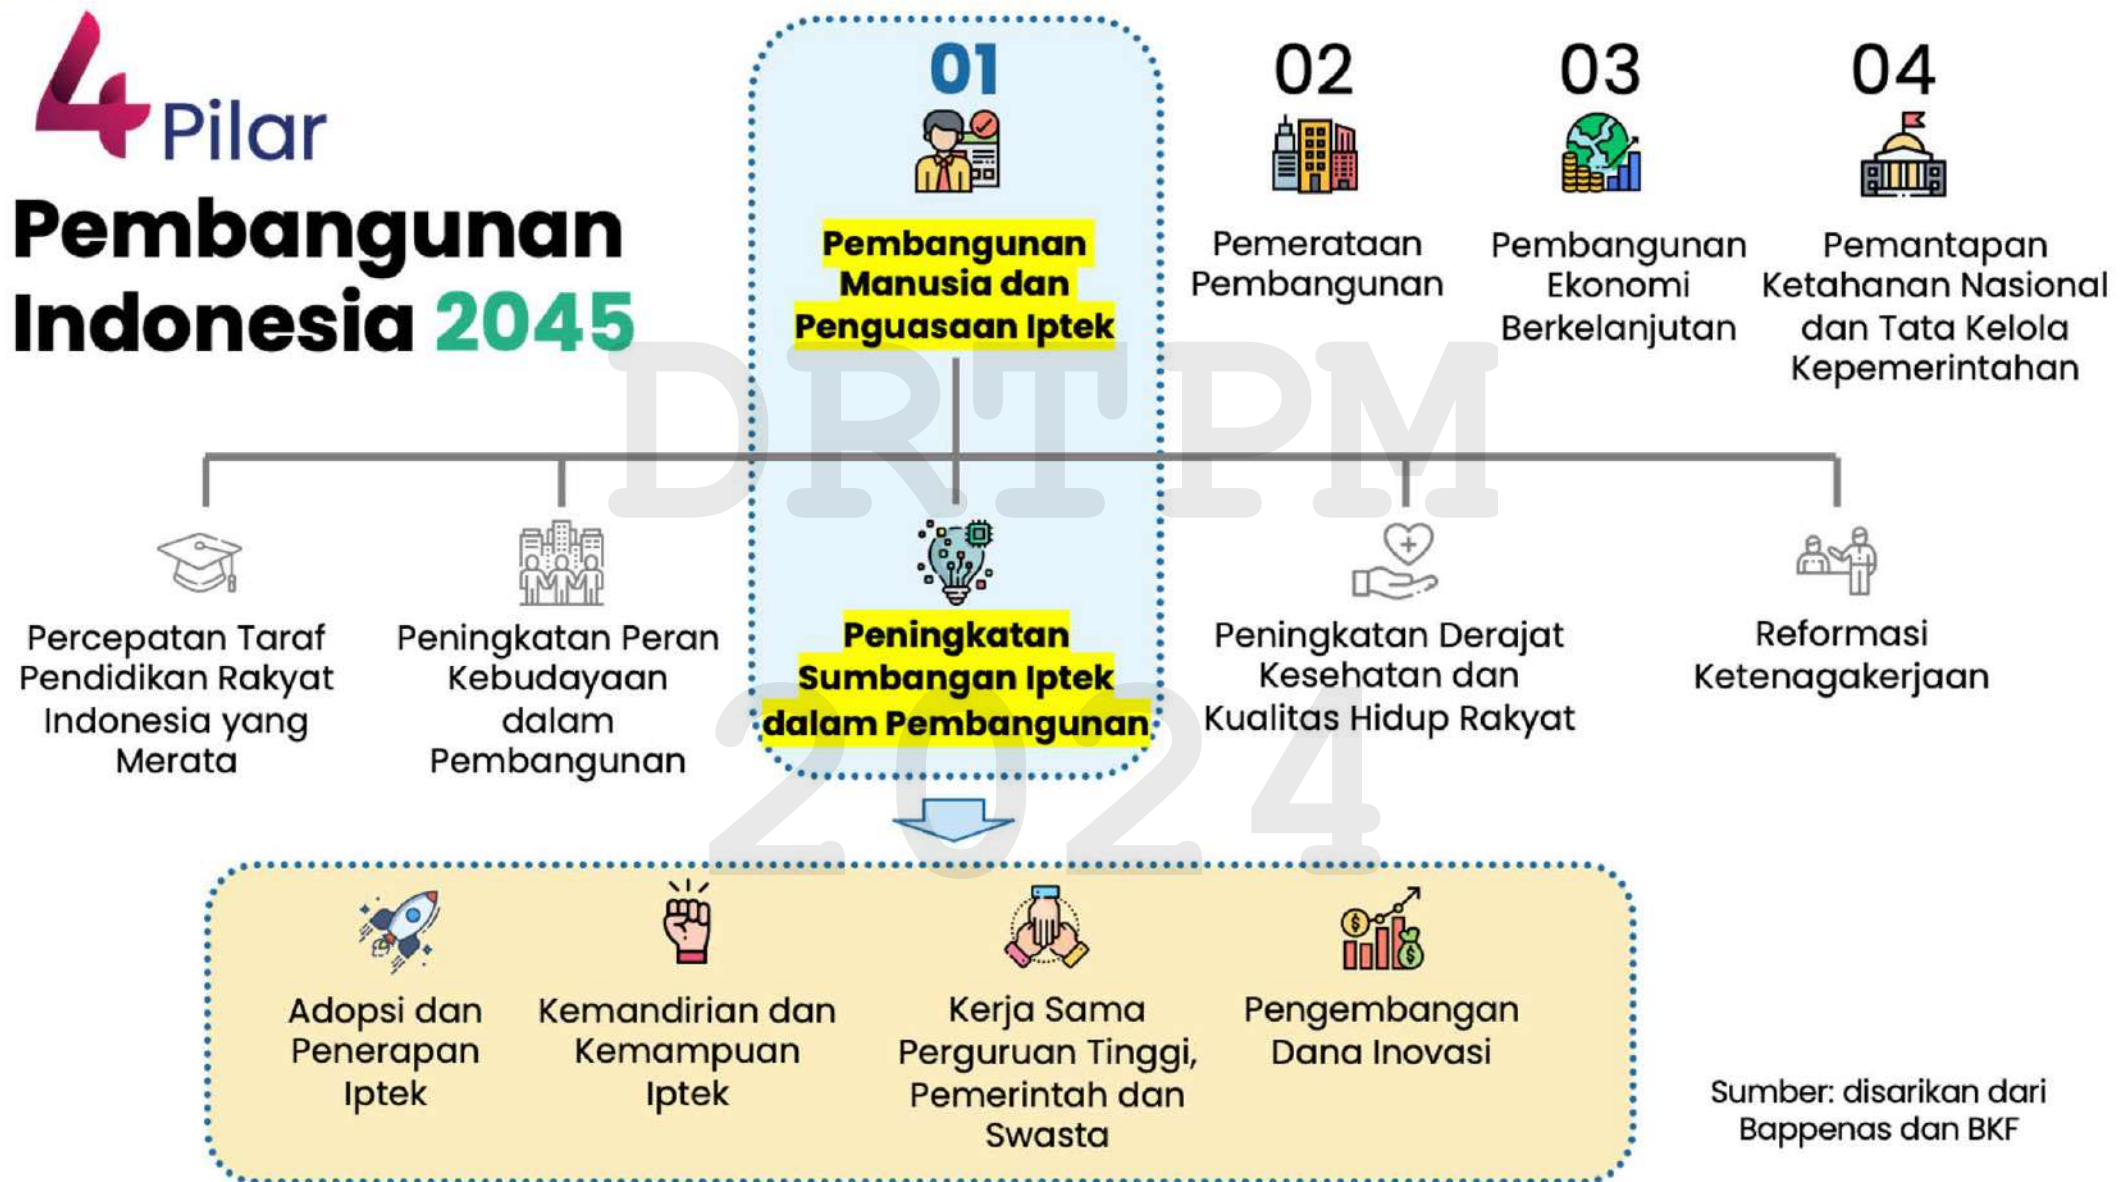 4 Pilar
Pembangunan
Indonesia 2045
01
Pembangunan
Manusia dan
Penguasaan Iptek
02
Pemerataan
Pembangunan
03
Pembangunan
Ekonomi
Berkelanjutan
04
Pemantapan
Ketahanan Nasional
dan Tata Kelola
Kepemerintahan
DRTPM
2024
Percepatan Taraf
Pendidikan Rakyat
Indonesia yang
Merata
Peningkatan Peran
Kebudayaan
dalam
Pembangunan
Peningkatan
Sumbangan Iptek
dalam Pembangunan
Peningkatan Derajat
Kesehatan dan
Kualitas Hidup Rakyat
Reformasi
Ketenagakerjaan
Adopsi dan
Penerapan
Iptek
Kemandirian dan
Kemampuan
Iptek
Kerja Sama
Perguruan Tinggi,
Pemerintah dan
Swasta
Pengembangan
Dana Inovasi
Sumber: disarikan dari
Bappenas dan BKF